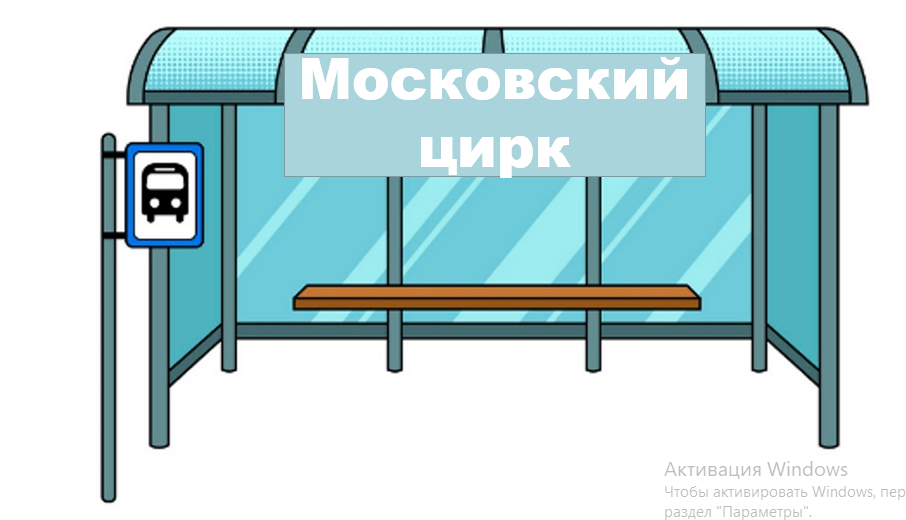 Московский
цирк
Активация Windows
Чтобы активировать Windows, пер
раздел "Параметры".